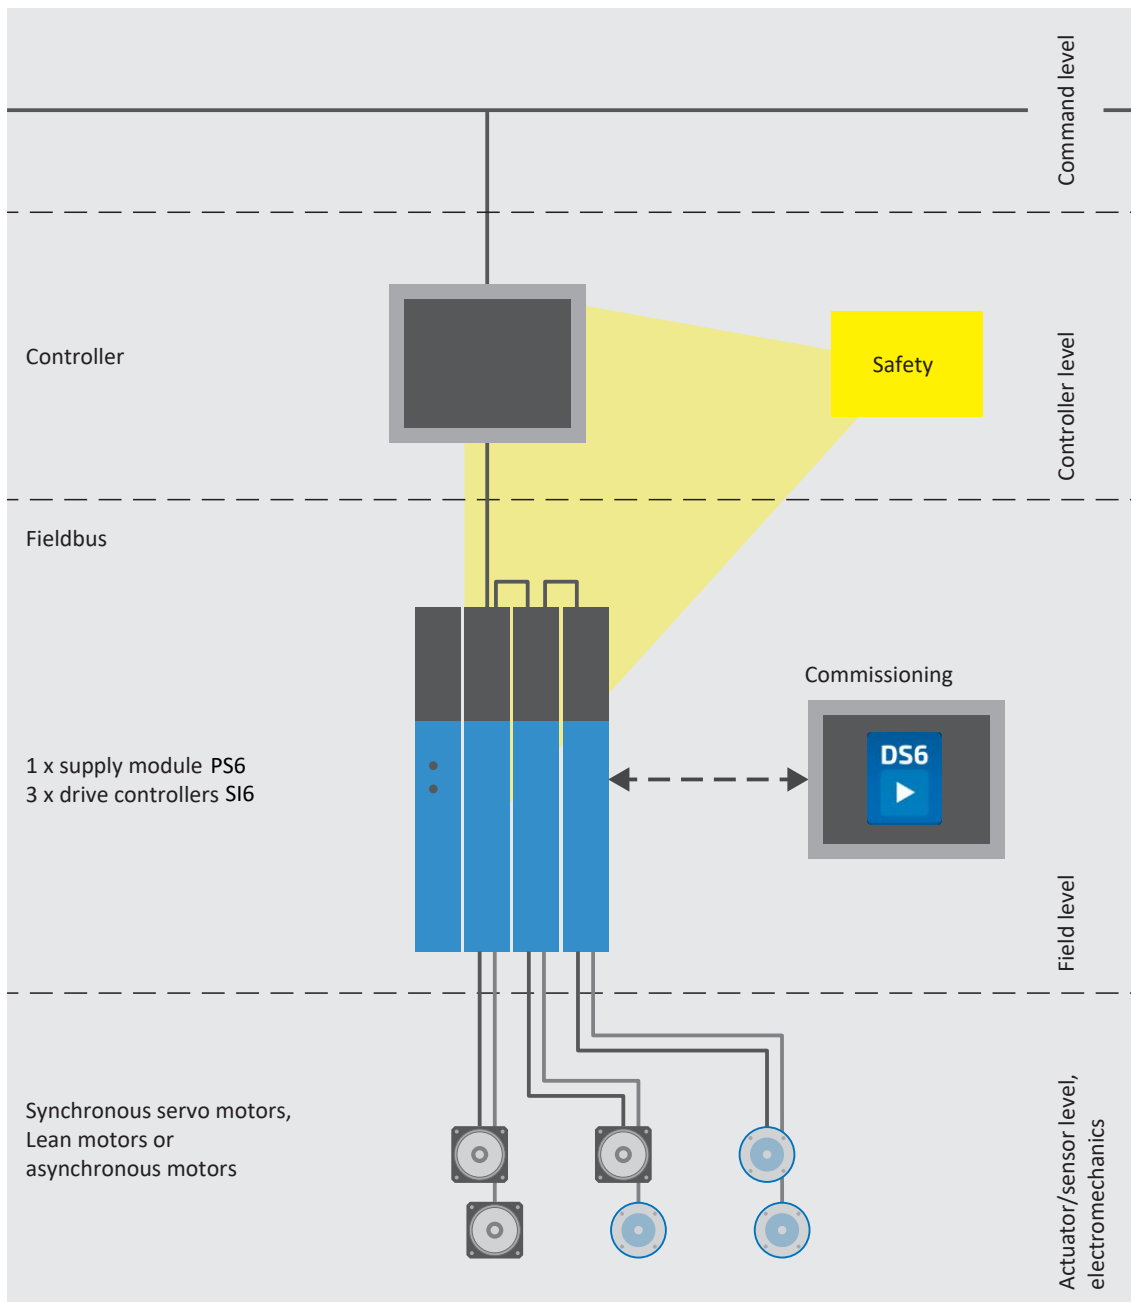 Command level
Controller
Safety
Controller level
Fieldbus
Commissioning
DS6
1 x supply module PS6
3 x drive controllers SI6
Field level
Synchronous servo motors,
Lean motors or
asynchronous motors
Actuator/sensor level,
electromechanics